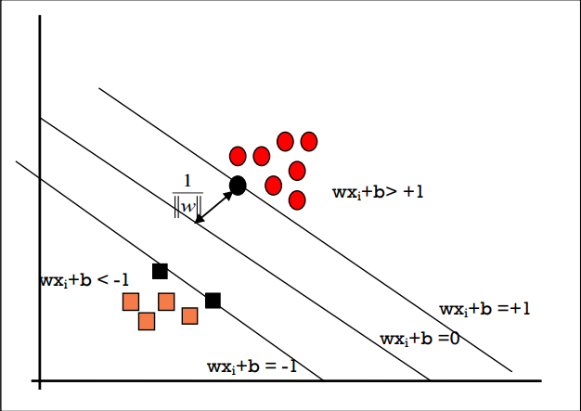 1
‖w‖
wxᵢ+b> +1
wxᵢ+b < -1
wxᵢ+b =+1
wxᵢ+b =0
wxᵢ+b = -1